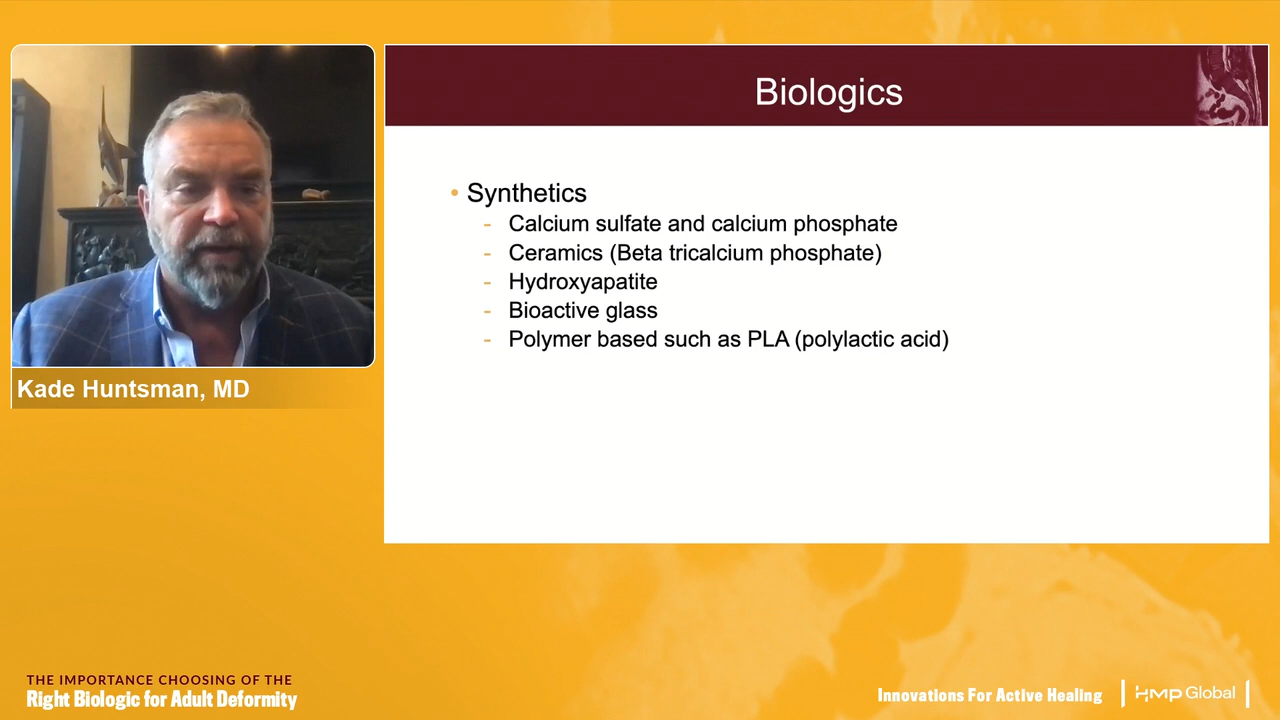 Biologics
• Synthetics
- Calcium sulfate and calcium phosphate
- Ceramics (Beta tricalcium phosphate)
- Hydroxyapatite
- Bioactive glass
- Polymer based such as PLA (polylactic acid)
Kade Huntsman, MD
THE IMPORTANCE CHOOSING OF THE
Right Biologic for Adult Deformity
Innovations For Active Healing
HMP Global